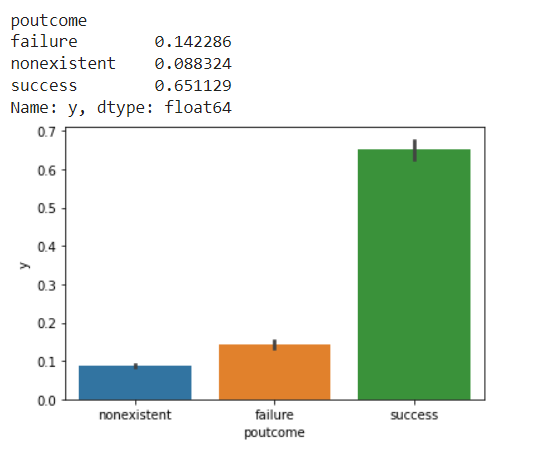 poutcome
failure 0.142286
nonexistent 0.088324
success 0.651129
Name: y, dtype: float64
0.7
0.6
0.5
0.4
0.3
0.2
0.1
0.0
y
nonexistent failure success
poutcome